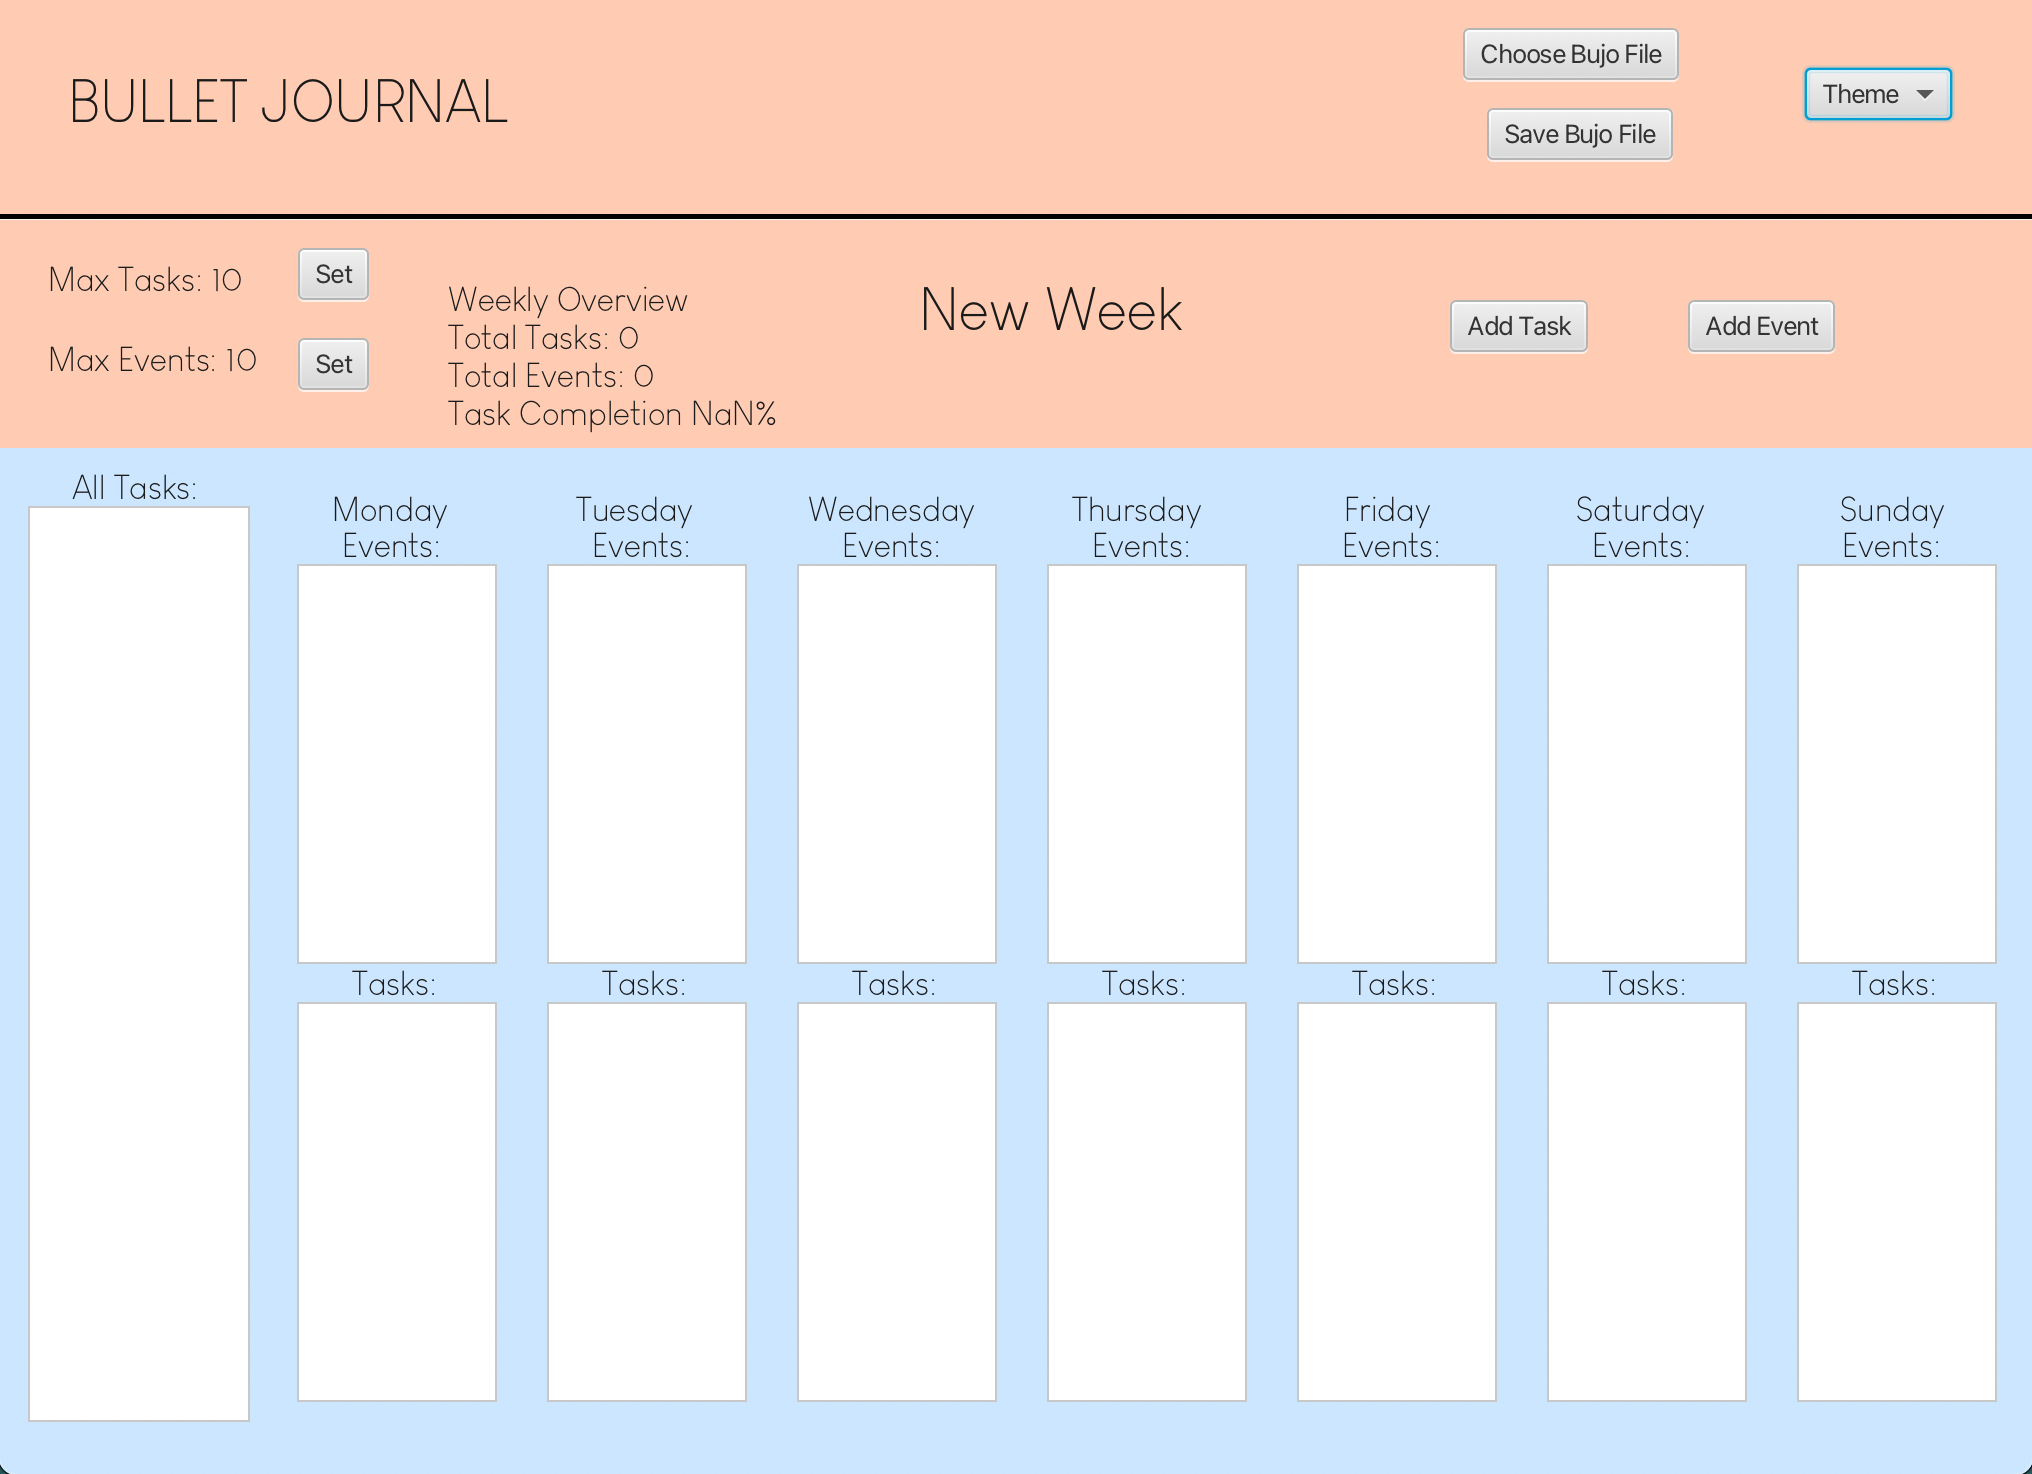 BULLET JOURNAL
Choose Bujo File
Save Bujo File
Theme
Max Tasks: 10
Set
Max Events: 10
Set
Weekly Overview
Total Tasks: 0
Total Events: 0
Task Completion NaN%
New Week
Add Task
Add Event
All Tasks:
Monday
Events:
Tuesday
Events:
Wednesday
Events:
Thursday
Events:
Friday
Events:
Saturday
Events:
Sunday
Events:
Tasks:
Tasks:
Tasks:
Tasks:
Tasks:
Tasks:
Tasks: